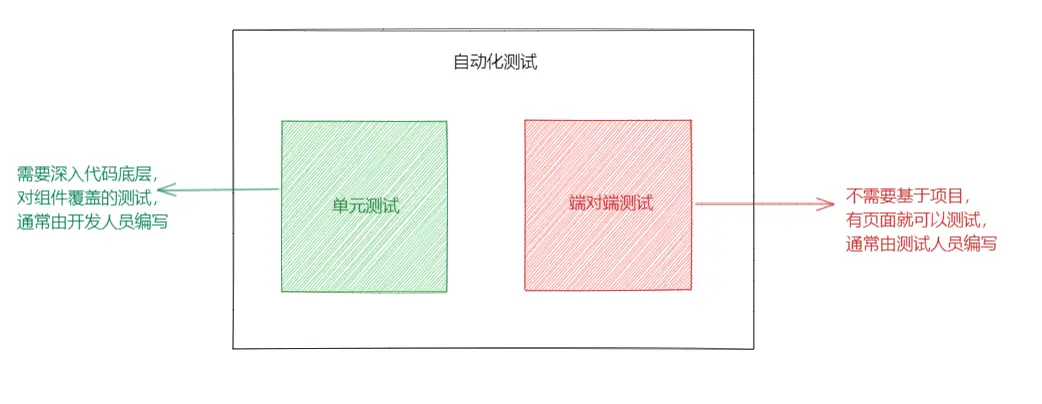 自动化测试
需要深入代码底层，
对组件覆盖的测试，
通常由开发人员编写
单元测试
端对端测试
不需要基于项目，
有页面就可以测试，
通常由测试人员编写